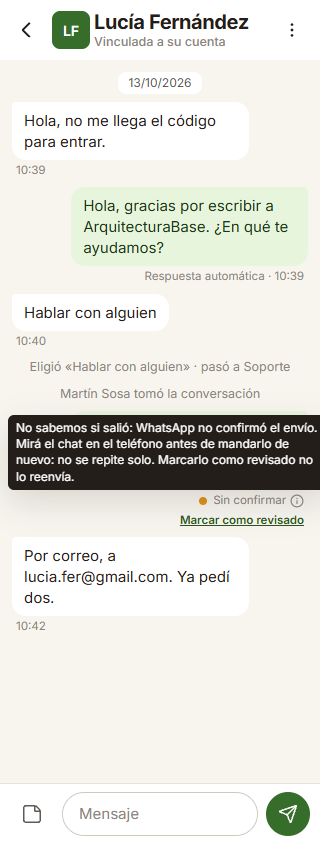 LF
Lucía Fernández
Vinculada a su cuenta
13/10/2026
Hola, no me llega el código
para entrar.
10:39
Hola, gracias por escribir a
ArquitecturaBase. ¿En qué te
ayudamos?
Respuesta automática · 10:39
Hablar con alguien
10:40
Eligió «Hablar con alguien» · pasó a Soporte
Martín Sosa tomó la conversación
No sabemos si salió: WhatsApp no confirmó el envío.
Mirá el chat en el teléfono antes de mandarlo de
nuevo: no se repite solo. Marcarlo como revisado no
lo reenvía.
Sin confirmar
Marcar como revisado
Por correo, a
lucia.fer@gmail.com. Ya pedí
dos.
10:42
Mensaje